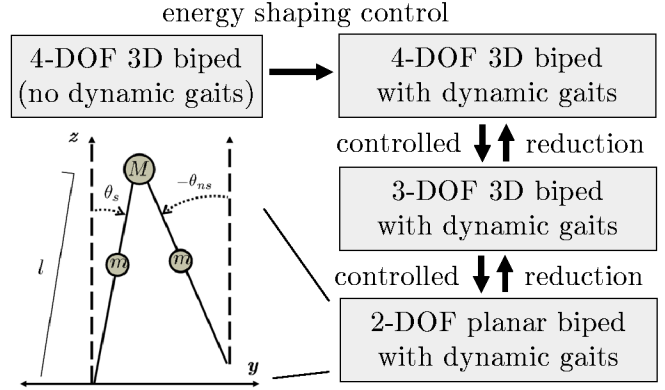 energy shaping control
4-DOF 3D biped
(no dynamic gaits)
4-DOF 3D biped
with dynamic gaits
controlled reduction
3-DOF 3D biped
with dynamic gaits
controlled reduction
2-DOF planar biped
with dynamic gaits
z
M
θs
−θns
m
m
l
y